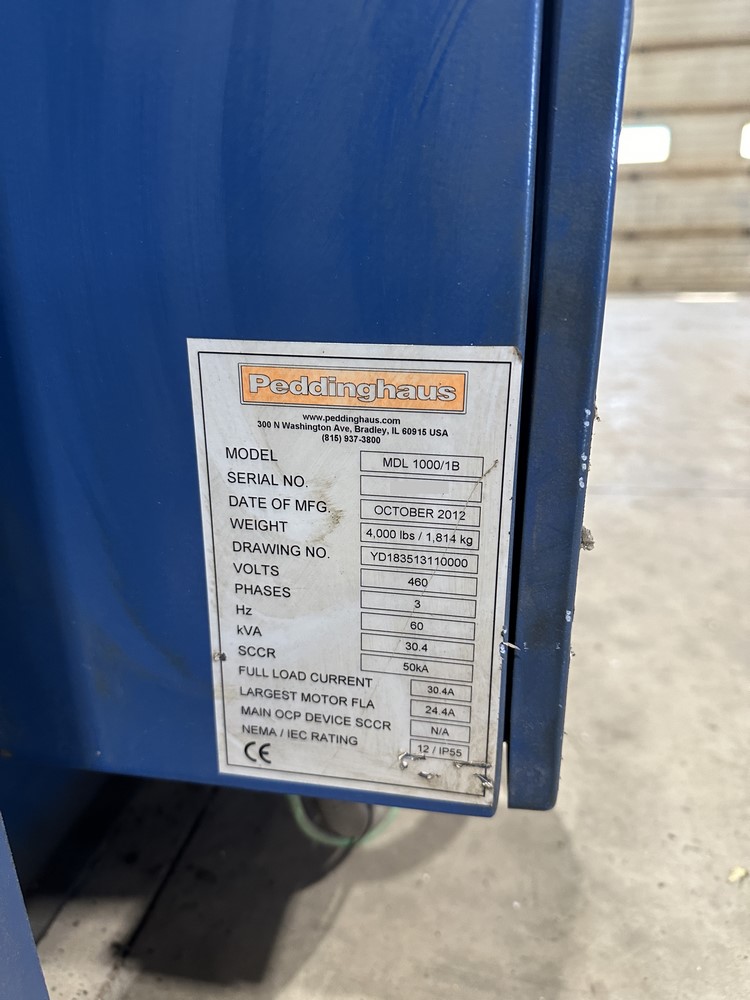 Peddinghaus
www.peddinghaus.com
300 N Washington Ave, Bradley, IL 60915 USA
(815) 937-3800
MODEL MDL 1000/1B
SERIAL NO.
DATE OF MFG. OCTOBER 2012
WEIGHT 4,000 lbs / 1,814 kg
DRAWING NO. YD183513110000
VOLTS 460
PHASES 3
Hz 60
kVA 30.4
SCCR 50kA
FULL LOAD CURRENT 30.4A
LARGEST MOTOR FLA 24.4A
MAIN OCP DEVICE SCCR N/A
NEMA / IEC RATING 12 / IP55
CE